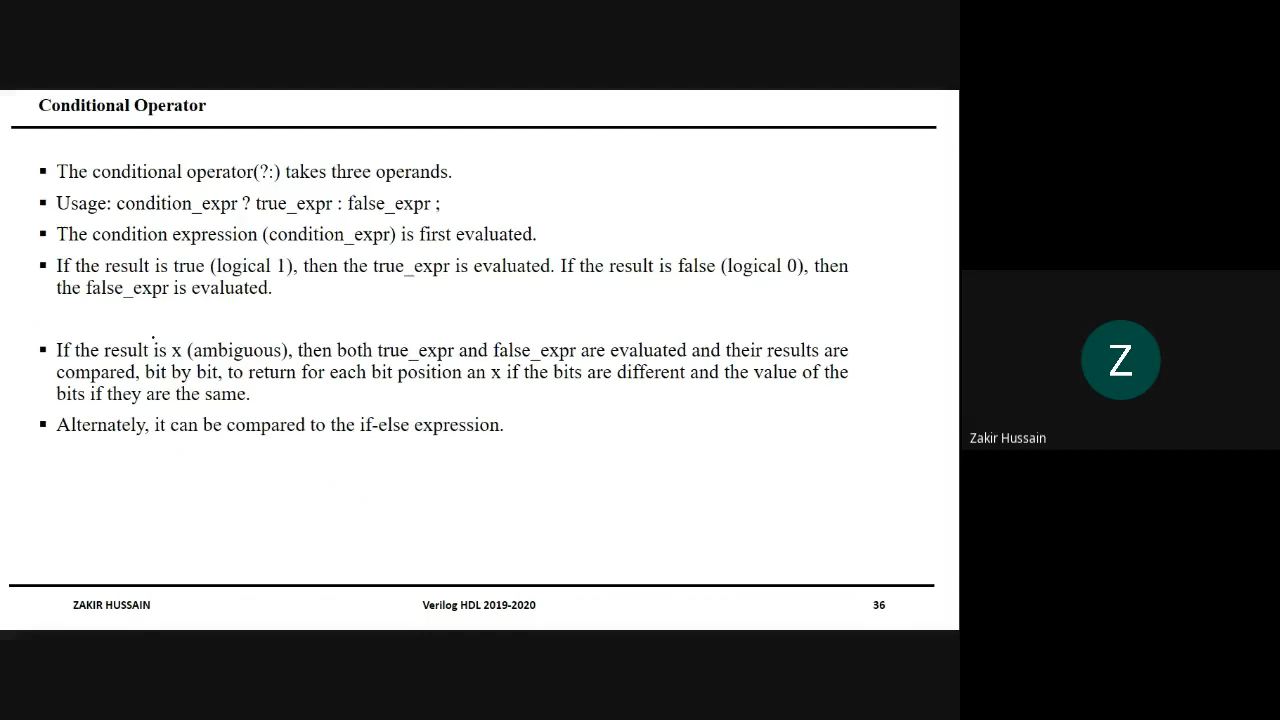 Conditional Operator
▪ The conditional operator(?:) takes three operands.
▪ Usage: condition_expr ? true_expr : false_expr ;
▪ The condition expression (condition_expr) is first evaluated.
▪ If the result is true (logical 1), then the true_expr is evaluated. If the result is false (logical 0), then
the false_expr is evaluated.
▪ If the result is x (ambiguous), then both true_expr and false_expr are evaluated and their results are
compared, bit by bit, to return for each bit position an x if the bits are different and the value of the
bits if they are the same.
▪ Alternately, it can be compared to the if-else expression.
ZAKIR HUSSAIN
Verilog HDL 2019-2020
36
Z
Zakir Hussain